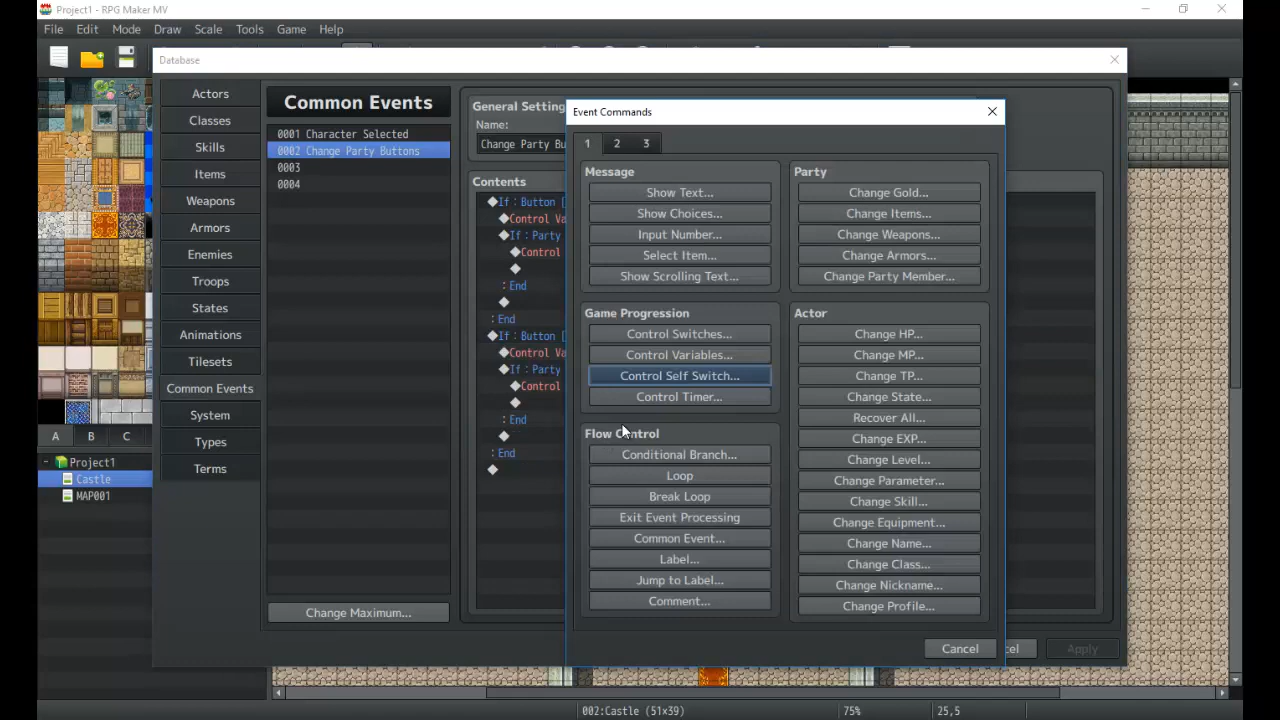 Project1 - RPG Maker MV
File Edit Mode Draw Scale Tools Game Help
Database
Actors
Classes
Skills
Items
Weapons
Armors
Enemies
Troops
States
Animations
Tilesets
Common Events
System
Types
Terms
Common Events
0001 Character Selected
0002 Change Party Buttons
0003
0004
Change Maximum...
General Setting
Name:
Change Party Bu
Contents
◆If：Button [
◆Control Va
◆If：Party
◆Control
◆
：End
◆
：End
◆If：Button [
◆Control Va
◆If：Party
◆Control
◆
：End
◆
：End
◆
Event Commands
1 2 3
Message
Show Text...
Show Choices...
Input Number...
Select Item...
Show Scrolling Text...
Game Progression
Control Switches...
Control Variables...
Control Self Switch...
Control Timer...
Flow Control
Conditional Branch...
Loop
Break Loop
Exit Event Processing
Common Event...
Label...
Jump to Label...
Comment...
Party
Change Gold...
Change Items...
Change Weapons...
Change Armors...
Change Party Member...
Actor
Change HP...
Change MP...
Change TP...
Change State...
Recover All...
Change EXP...
Change Level...
Change Parameter...
Change Skill...
Change Equipment...
Change Name...
Change Class...
Change Nickname...
Change Profile...
Cancel
cel
Apply
A B C
Project1
Castle
MAP001
002:Castle (51x39) 75% 25,5